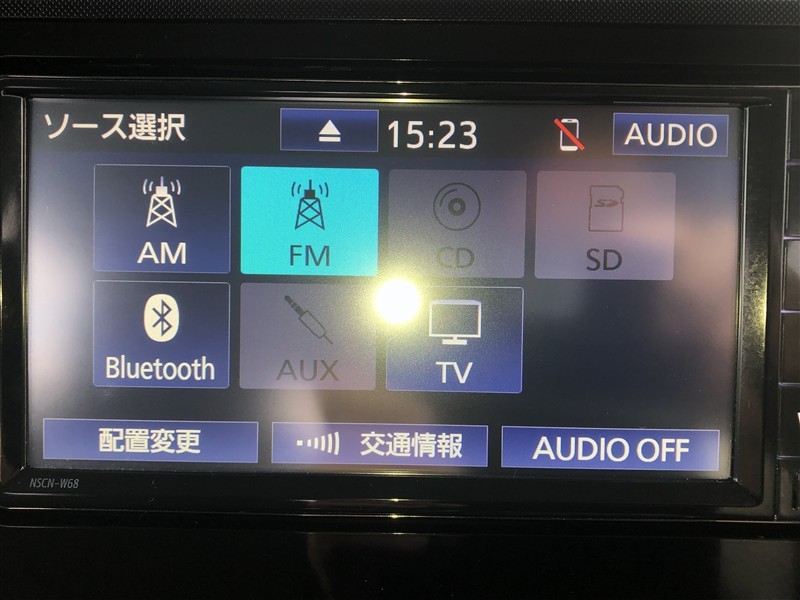 ソース選択 15:23 AUDIO
AM FM CD SD
Bluetooth AUX TV
配置変更 交通情報 AUDIO OFF
NSCN-W68